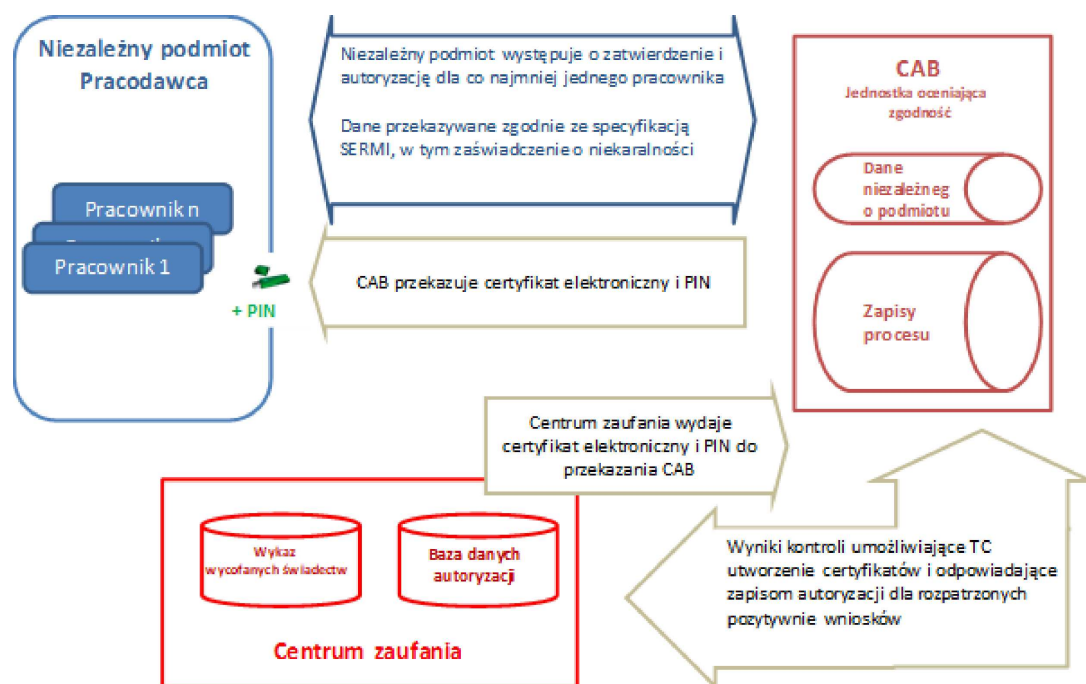 Niezależny podmiot
Pracodawca
Pracownik n
Pracownik 1
+ PIN
Niezależny podmiot występuje o zatwierdzenie i
autoryzację dla co najmniej jednego pracownika
Dane przekazywane zgodnie ze specyfikacją
SERMI, w tym zaświadczenie o niekaralności
CAB przekazuje certyfikat elektroniczny i PIN
CAB
Jednostka oceniająca
zgodność
Dane
niezależneg
o podmiotu
Zapisy
procesu
Centrum zaufania wydaje
certyfikat elektroniczny i PIN do
przekazania CAB
Wykaz
wycofanych świadectw
Baza danych
autoryzacji
Centrum zaufania
Wyniki kontroli umożliwiające TC
utworzenie certyfikatów i odpowiadające
zapisom autoryzacji dla rozpatrzonych
pozytywnie wniosków